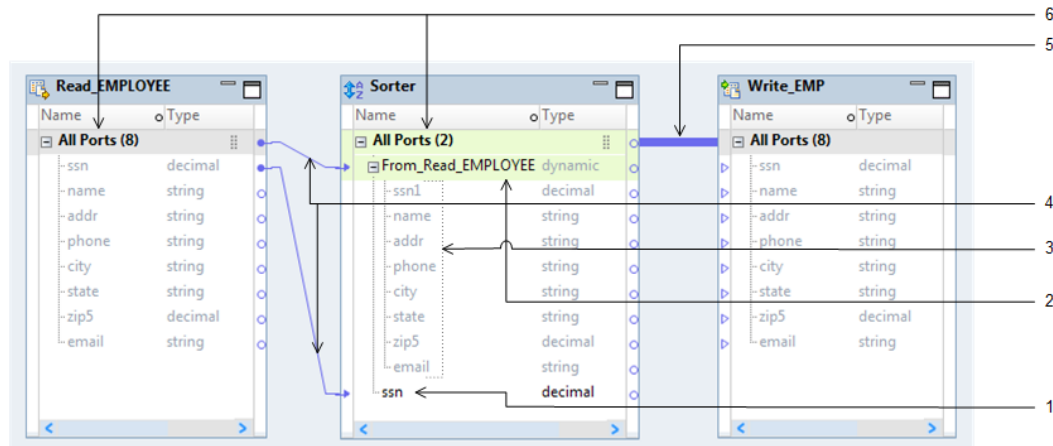 6
5
Read_EMPLOYEE
Name Type
All Ports (8)
ssn decimal
name string
addr string
phone string
city string
state string
zip5 decimal
email string
Sorter
Name Type
All Ports (2)
From_Read_EMPLOYEE dynamic
ssn1 decimal
name string
addr string
phone string
city string
state string
zip5 decimal
email string
ssn decimal
Write_EMP
Name Type
All Ports (8)
ssn decimal
name string
addr string
phone string
city string
state string
zip5 decimal
email string
4
3
2
1